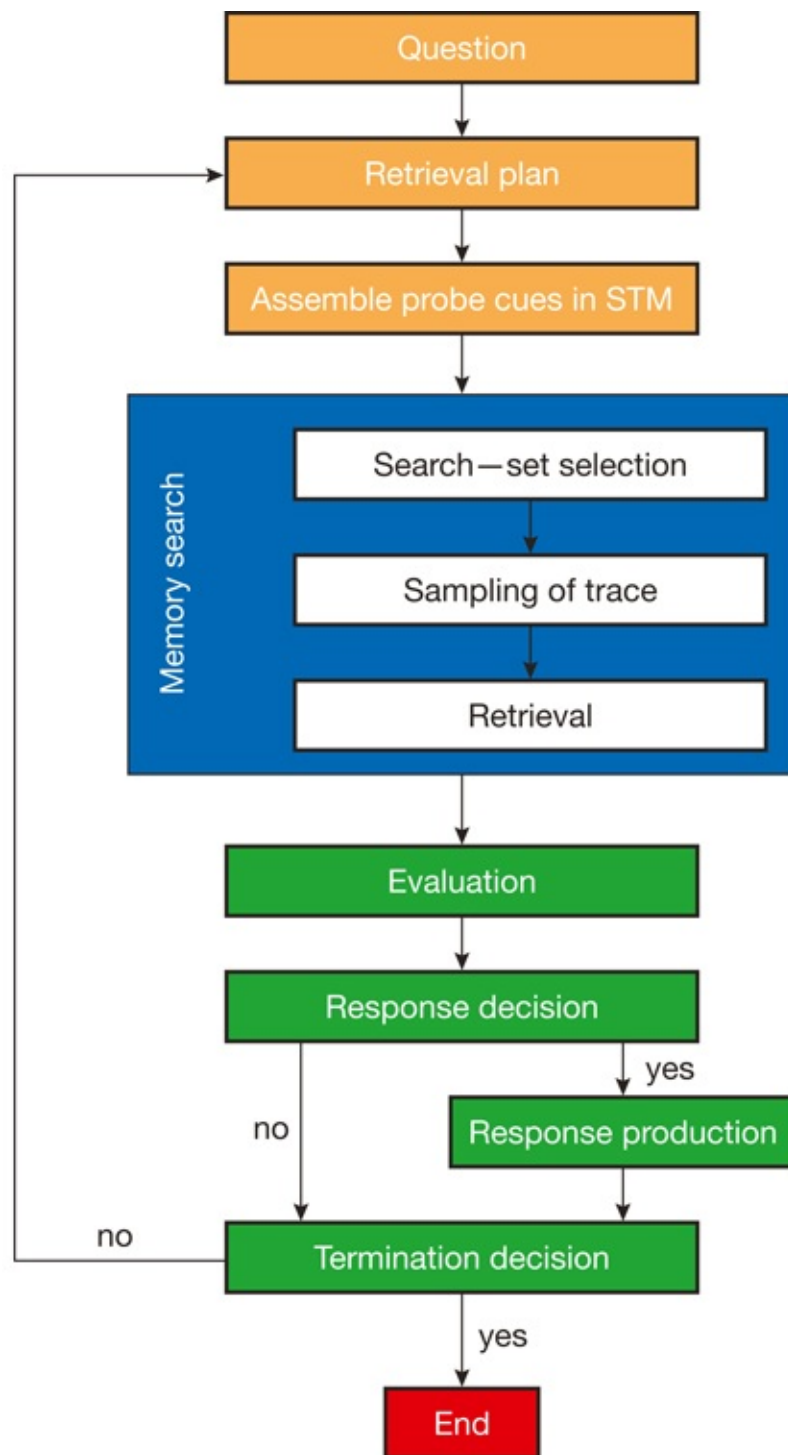 Question
Retrieval plan
Assemble probe cues in STM
Memory search
Search—set selection
Sampling of trace
Retrieval
Evaluation
Response decision
yes
no
Response production
no
Termination decision
yes
End